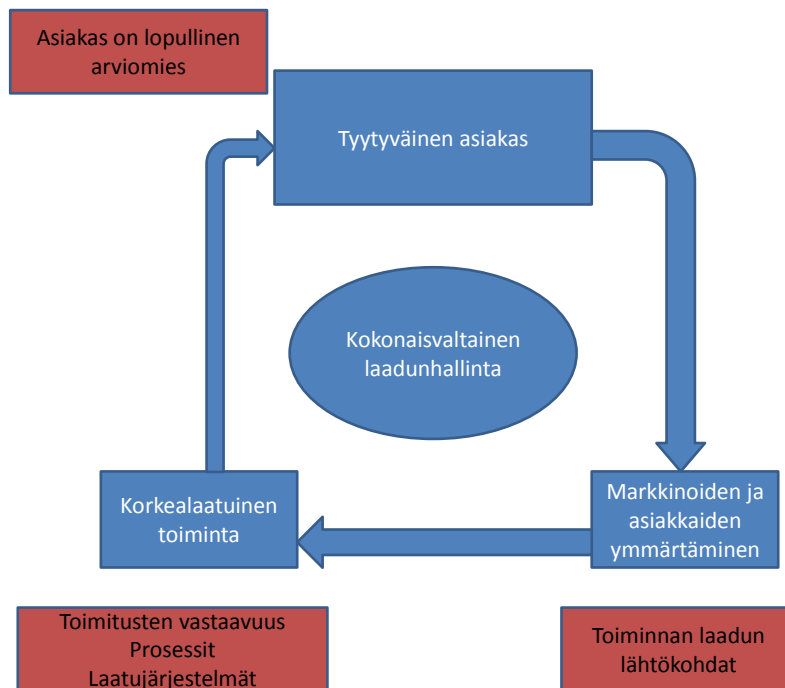 Asiakas on lopullinen
arviomies
Tyytyväinen asiakas
Kokonaisvaltainen
laadunhallinta
Korkealaatuinen
toiminta
Markkinoiden ja
asiakkaiden
ymmärtäminen
Toimitusten vastaavuus
Prosessit
Laatujärjestelmät
Toiminnan laadun
lähtökohdat